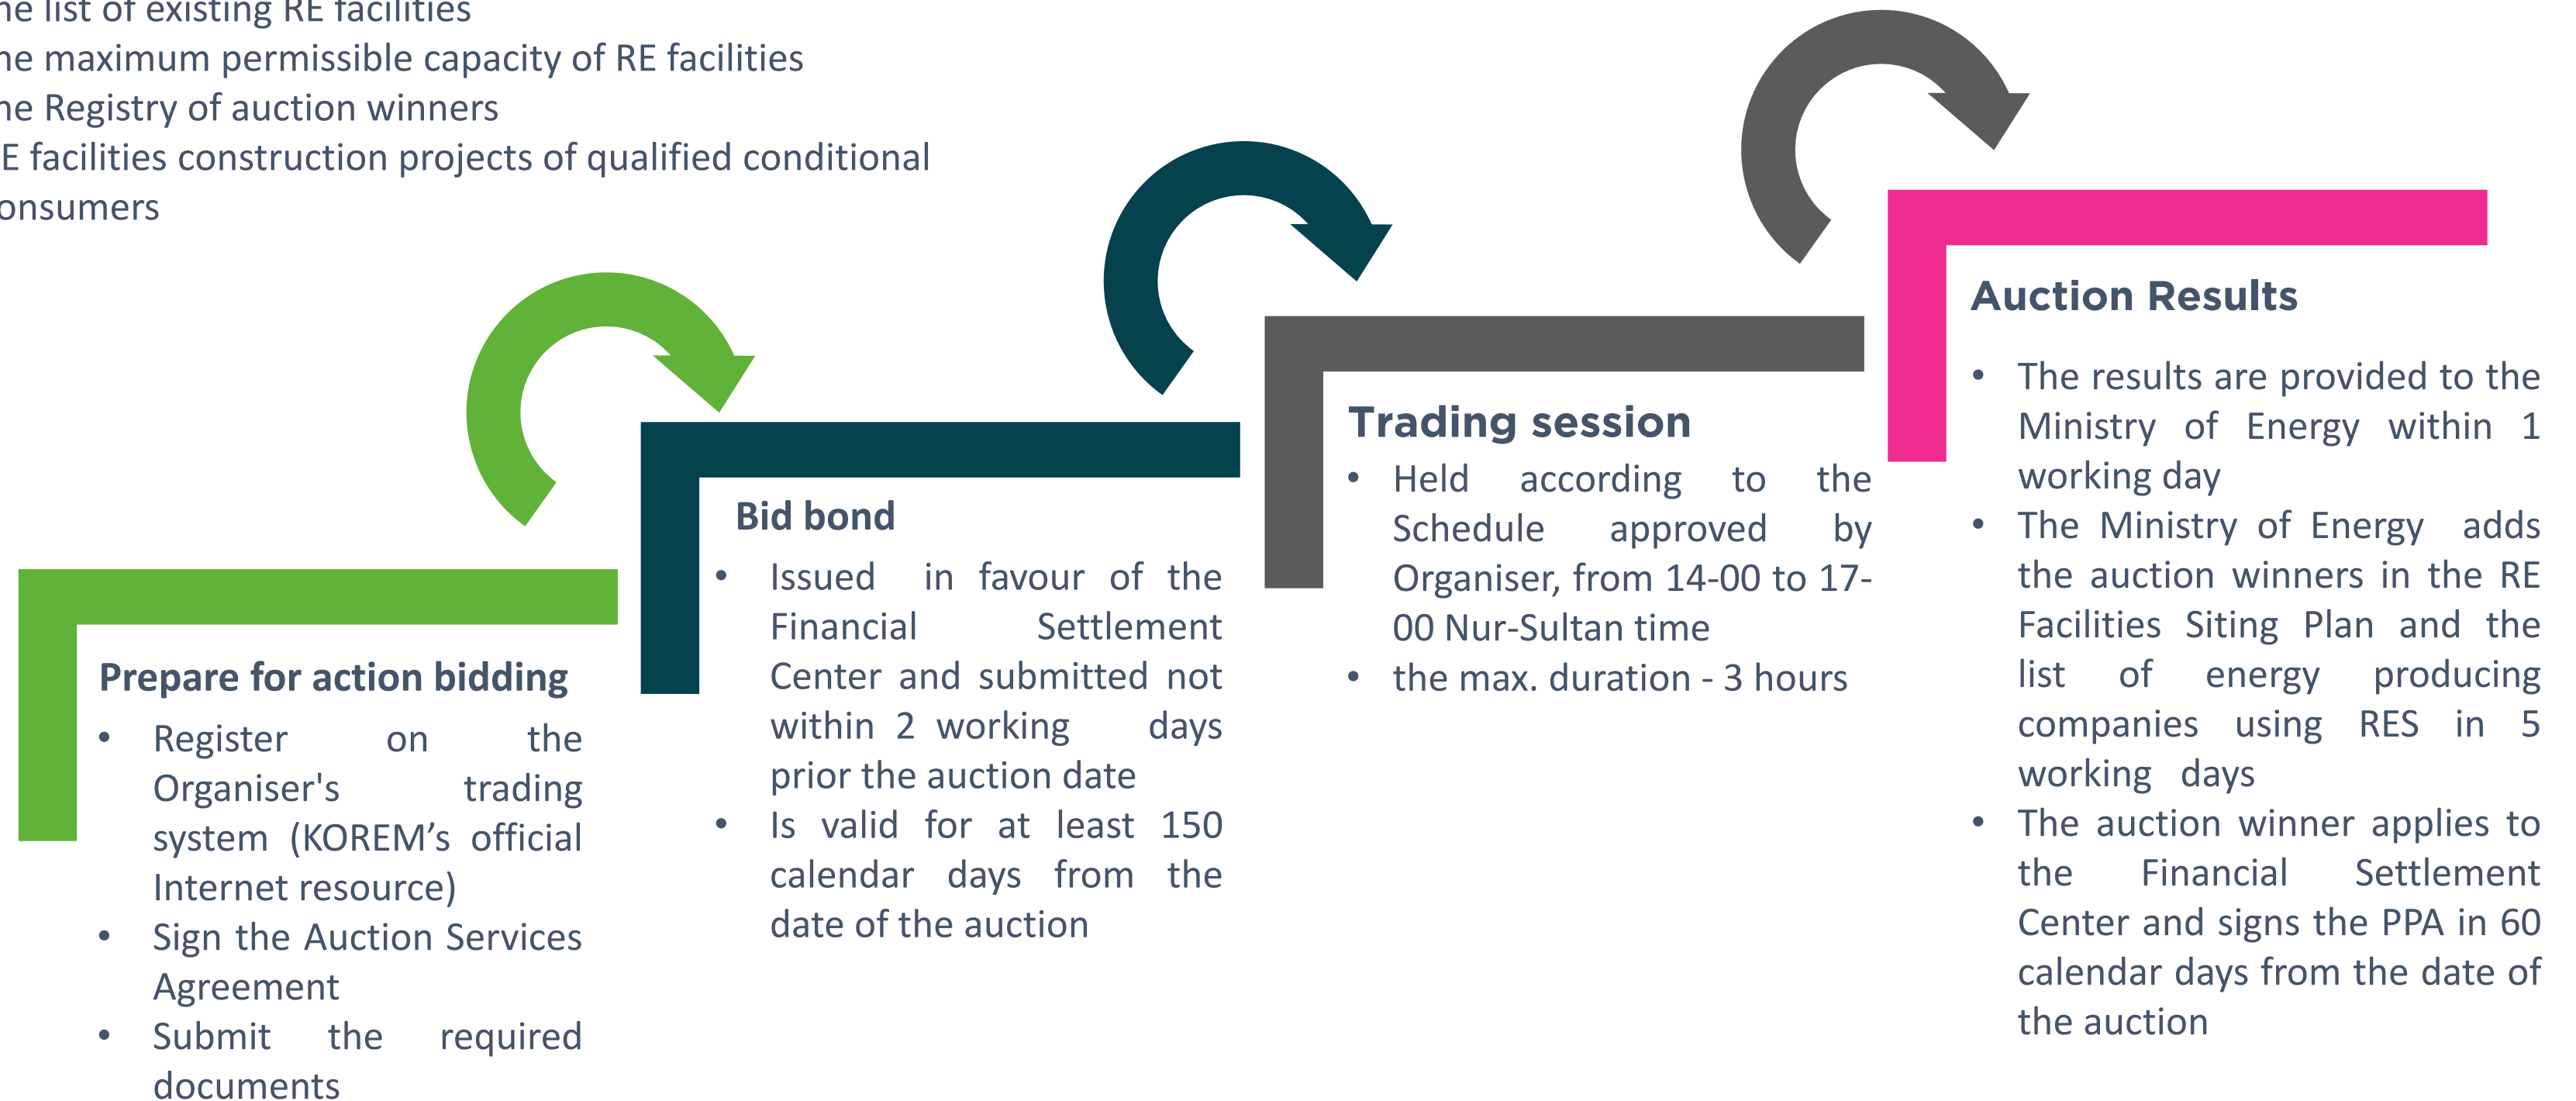 he list of existing RE facilities
he maximum permissible capacity of RE facilities
he Registry of auction winners
E facilities construction projects of qualified conditional
onsumers
Prepare for action bidding
• Register on the
Organiser's trading
system (KOREM’s official
Internet resource)
• Sign the Auction Services
Agreement
• Submit the required
documents
Bid bond
• Issued in favour of the
Financial Settlement
Center and submitted not
within 2 working days
prior the auction date
• Is valid for at least 150
calendar days from the
date of the auction
Trading session
• Held according to the
Schedule approved by
Organiser, from 14-00 to 17-
00 Nur-Sultan time
• the max. duration - 3 hours
Auction Results
• The results are provided to the
Ministry of Energy within 1
working day
• The Ministry of Energy adds
the auction winners in the RE
Facilities Siting Plan and the
list of energy producing
companies using RES in 5
working days
• The auction winner applies to
the Financial Settlement
Center and signs the PPA in 60
calendar days from the date of
the auction